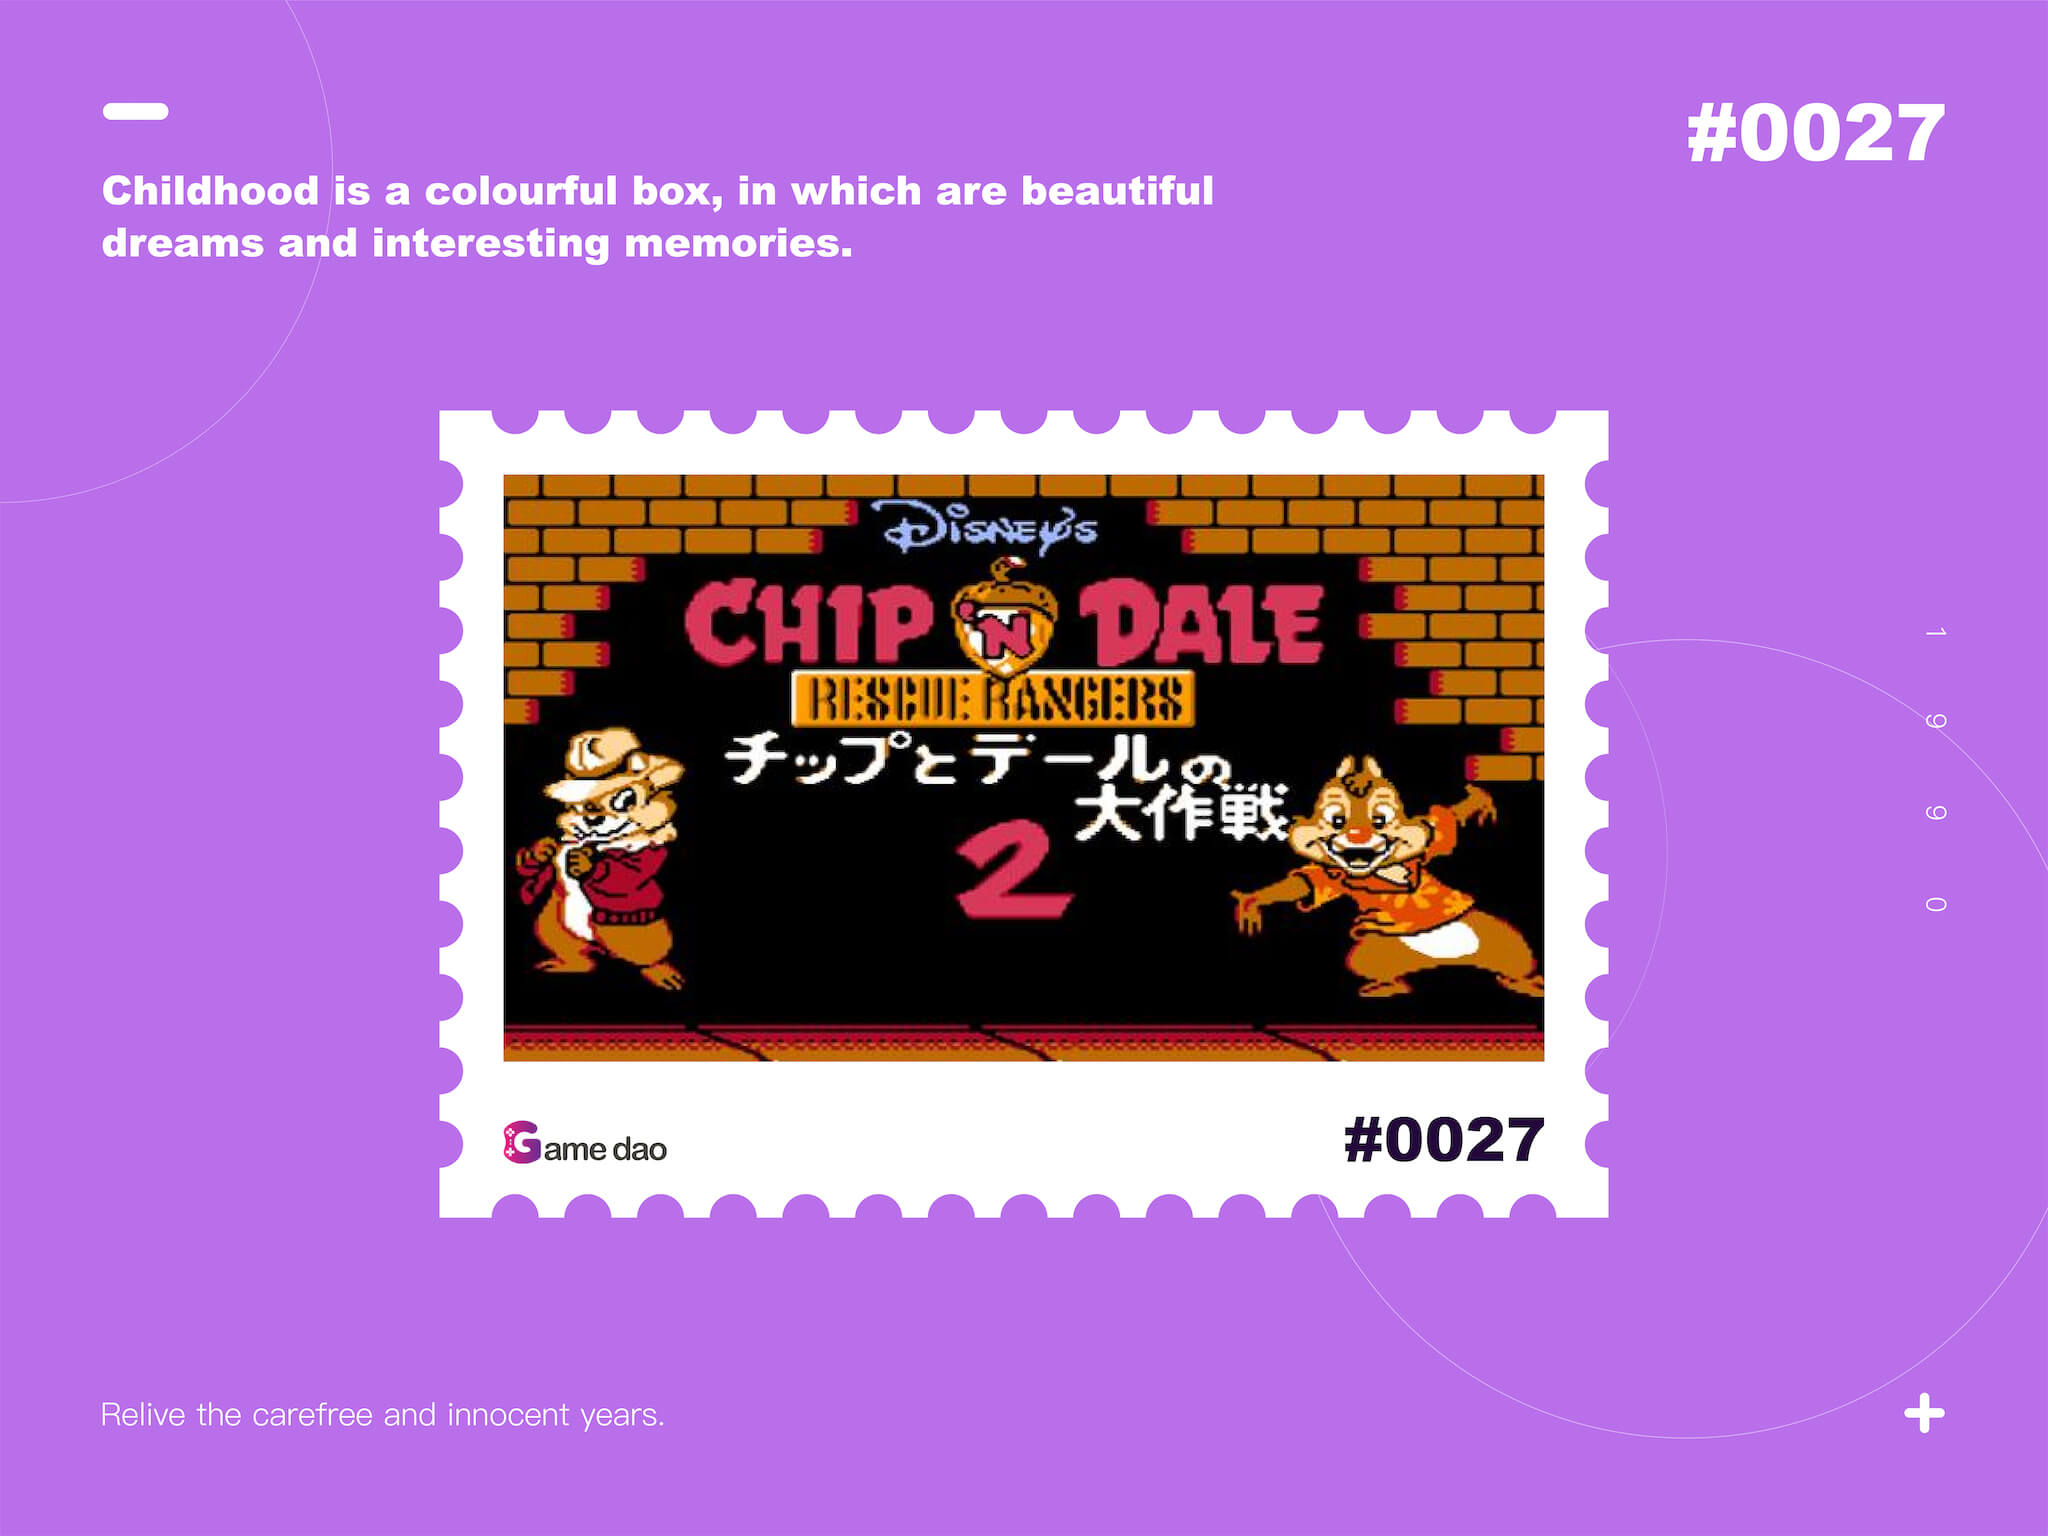 #0027
Childhood is a colourful box, in which are beautiful
dreams and interesting memories.
DISNEY'S
CHIP 'N DALE
RESCUE RANGERS
チップとデールの
大作戦
2
Game dao
#0027
1990
Relive the carefree and innocent years.